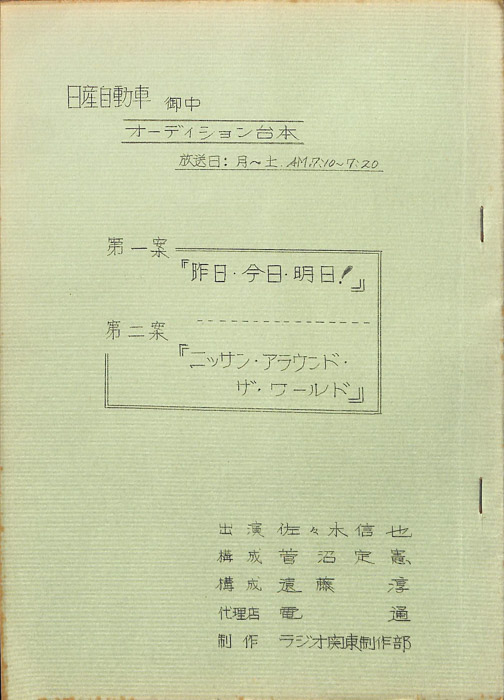 日産自動車 御中
オーディション台本
放送日：月～土 AM.7:10～7:20
第一案
『昨日・今日・明日！』
第二案
『ニッサン・アラウンド・
ザ・ワールド』
出演 佐々木信也
構成 菅沼定憲
構成 遠藤淳
代理店 電通
制作 ラジオ関東制作部